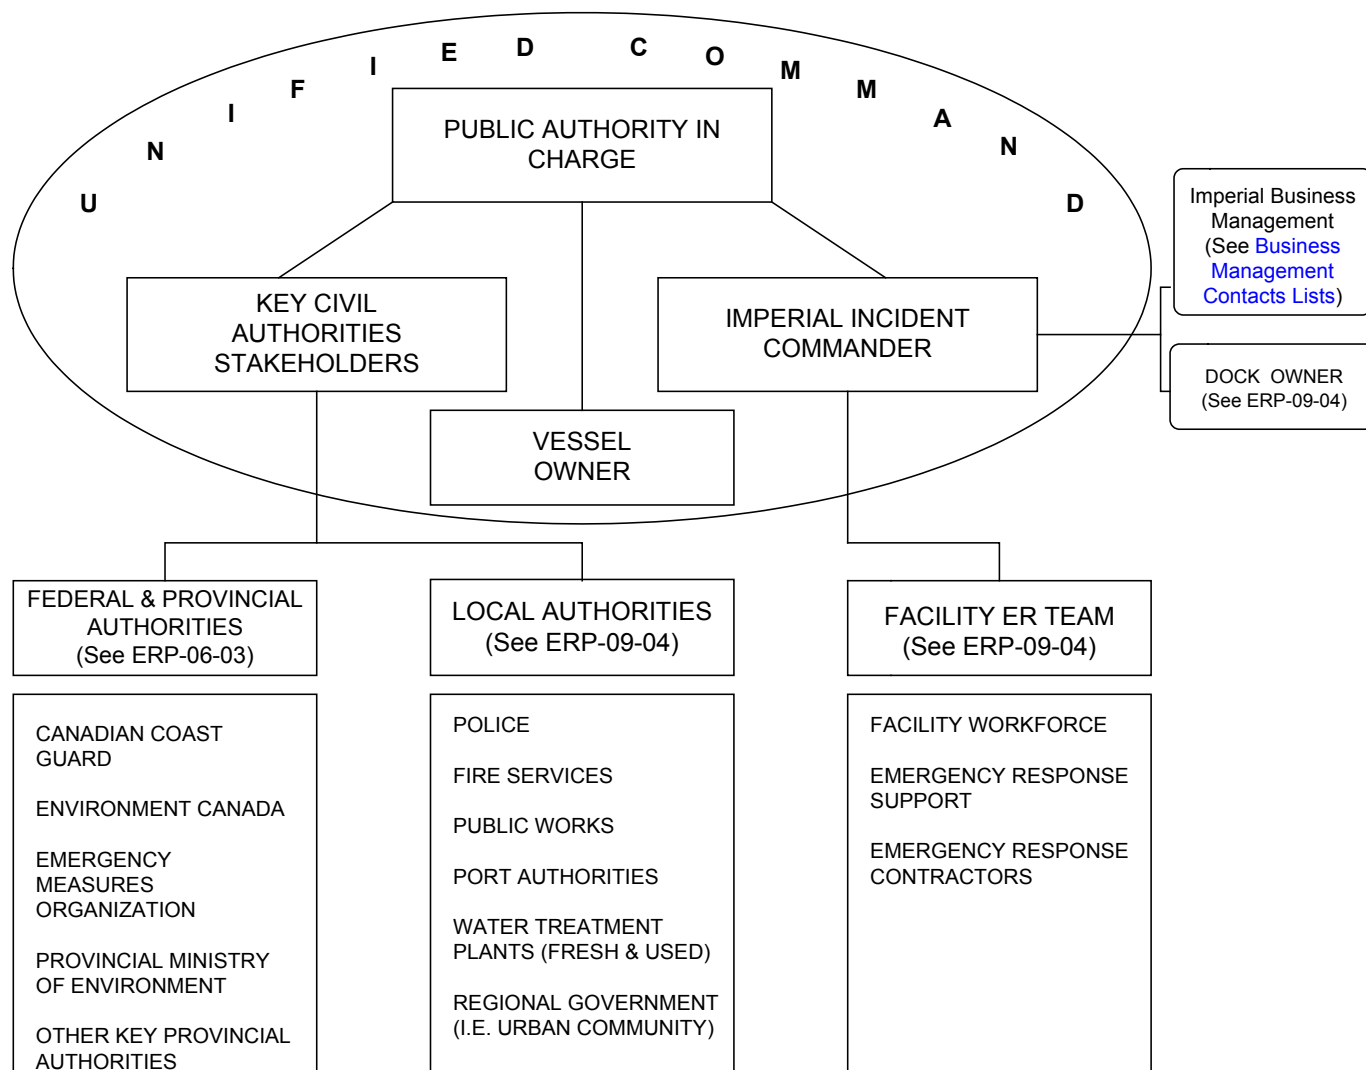 UNIFIED COMMAND
PUBLIC AUTHORITY IN
CHARGE
KEY CIVIL
AUTHORITIES
STAKEHOLDERS
IMPERIAL INCIDENT
COMMANDER
VESSEL
OWNER
Imperial Business
Management
(See Business
Management
Contacts Lists)
DOCK OWNER
(See ERP-09-04)
FEDERAL & PROVINCIAL
AUTHORITIES
(See ERP-06-03)
CANADIAN COAST
GUARD
ENVIRONMENT CANADA
EMERGENCY
MEASURES
ORGANIZATION
PROVINCIAL MINISTRY
OF ENVIRONMENT
OTHER KEY PROVINCIAL
AUTHORITIES
LOCAL AUTHORITIES
(See ERP-09-04)
POLICE
FIRE SERVICES
PUBLIC WORKS
PORT AUTHORITIES
WATER TREATMENT
PLANTS (FRESH & USED)
REGIONAL GOVERNMENT
(I.E. URBAN COMMUNITY)
FACILITY ER TEAM
(See ERP-09-04)
FACILITY WORKFORCE
EMERGENCY RESPONSE
SUPPORT
EMERGENCY RESPONSE
CONTRACTORS